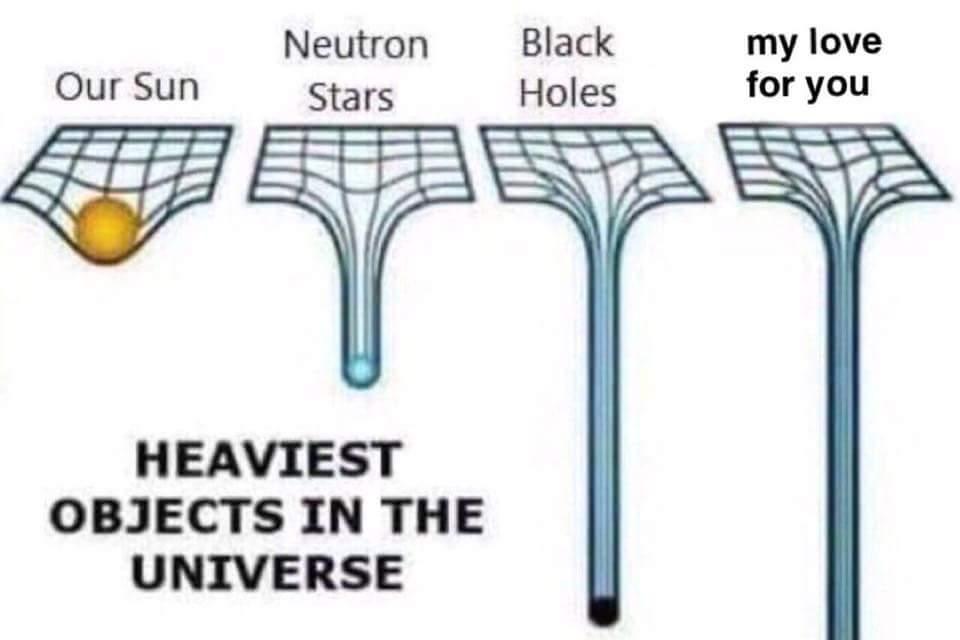 Our Sun
Neutron
Stars
Black
Holes
my love
for you
HEAVIEST
OBJECTS IN THE
UNIVERSE